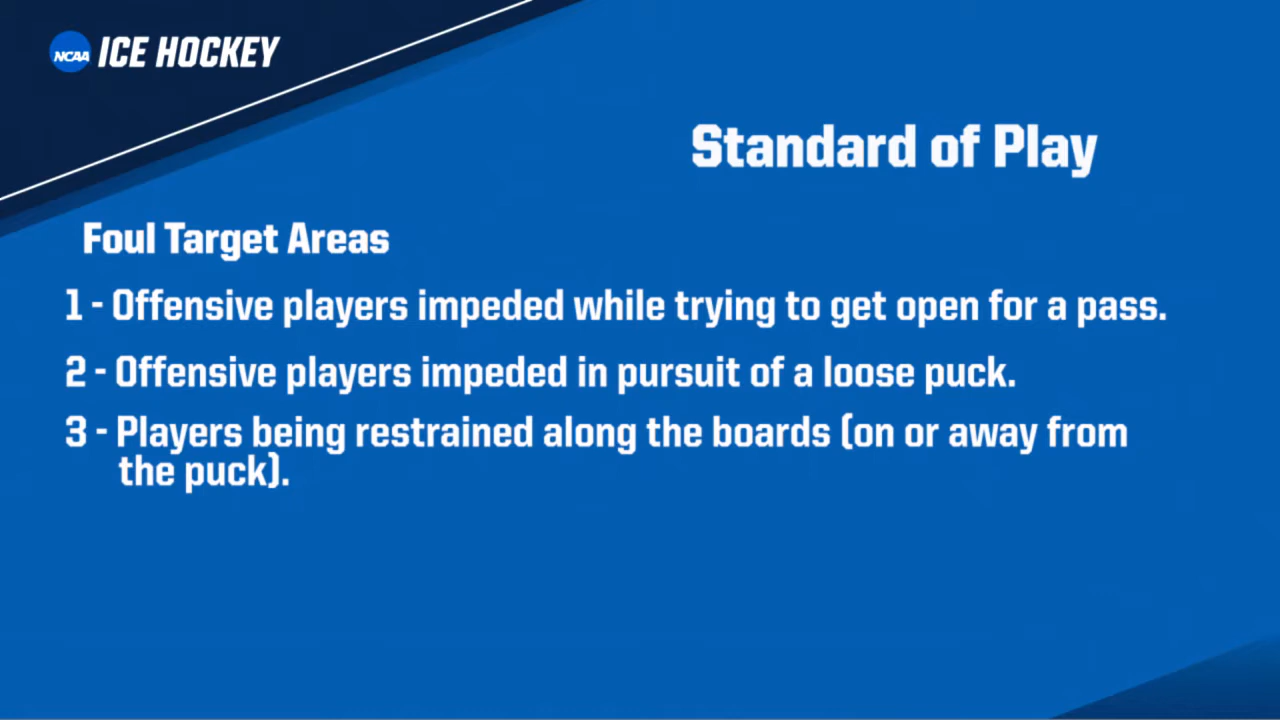 NCAA ICE HOCKEY
Standard of Play
Foul Target Areas
1 - Offensive players impeded while trying to get open for a pass.
2 - Offensive players impeded in pursuit of a loose puck.
3 - Players being restrained along the boards (on or away from
the puck).